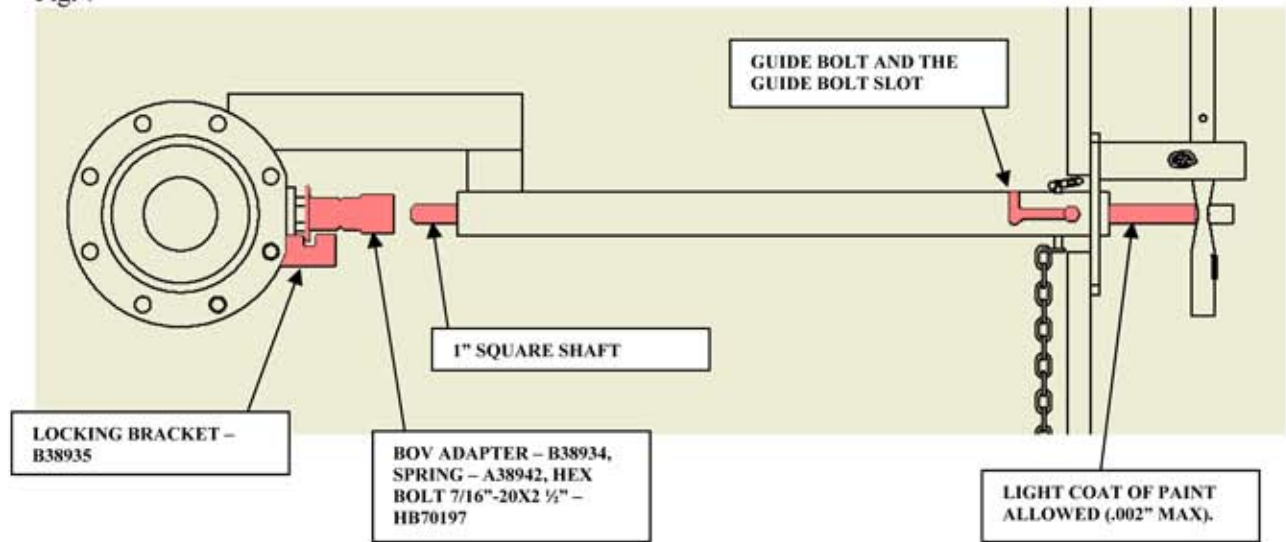 GUIDE BOLT AND THE
GUIDE BOLT SLOT
1” SQUARE SHAFT
LOCKING BRACKET –
B38935
BOV ADAPTER – B38934,
SPRING – A38942, HEX
BOLT 7/16”-20X2 ½” –
HB70197
LIGHT COAT OF PAINT
ALLOWED (.002” MAX).